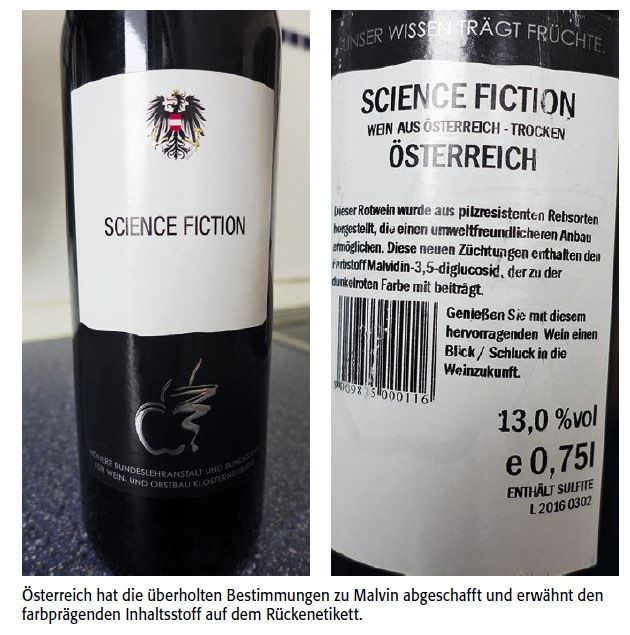 SCIENCE FICTION
HÖHERE BUNDESLEHRANSTALT UND BUNDESAMT
FÜR WEIN- UND OBSTBAU KLOSTERNEUBURG
UNSER WISSEN TRÄGT FRÜCHTE.
SCIENCE FICTION
WEIN AUS ÖSTERREICH - TROCKEN
ÖSTERREICH
Dieser Rotwein wurde aus pilzresistenten Rebsorten
hergestellt, die einen umweltfreundlicheren Anbau
ermöglichen. Diese neuen Züchtungen enthalten den
Farbstoff Malvidin-3,5-diglucosid, der zu der
dunkelroten Farbe mit beiträgt.
Genießen Sie mit diesem
hervorragenden Wein einen
Blick / Schluck in die
Weinzukunft.
13,0 %vol
e 0,75l
ENTHÄLT SULFITE
L 2016 0302
Österreich hat die überholten Bestimmungen zu Malvin abgeschafft und erwähnt den
farbprägenden Inhaltsstoff auf dem Rückenetikett.